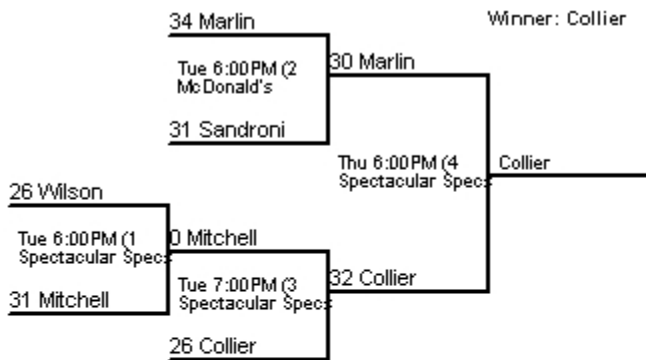 34 Marlin
Winner: Collier
Tue 6:00PM (2
McDonald's
30 Marlin
31 Sandroni
Thu 6:00PM (4
Spectacular Specs
Collier
26 Wilson
Tue 6:00PM (1
Spectacular Specs
0 Mitchell
31 Mitchell
Tue 7:00PM (3
Spectacular Specs
32 Collier
26 Collier